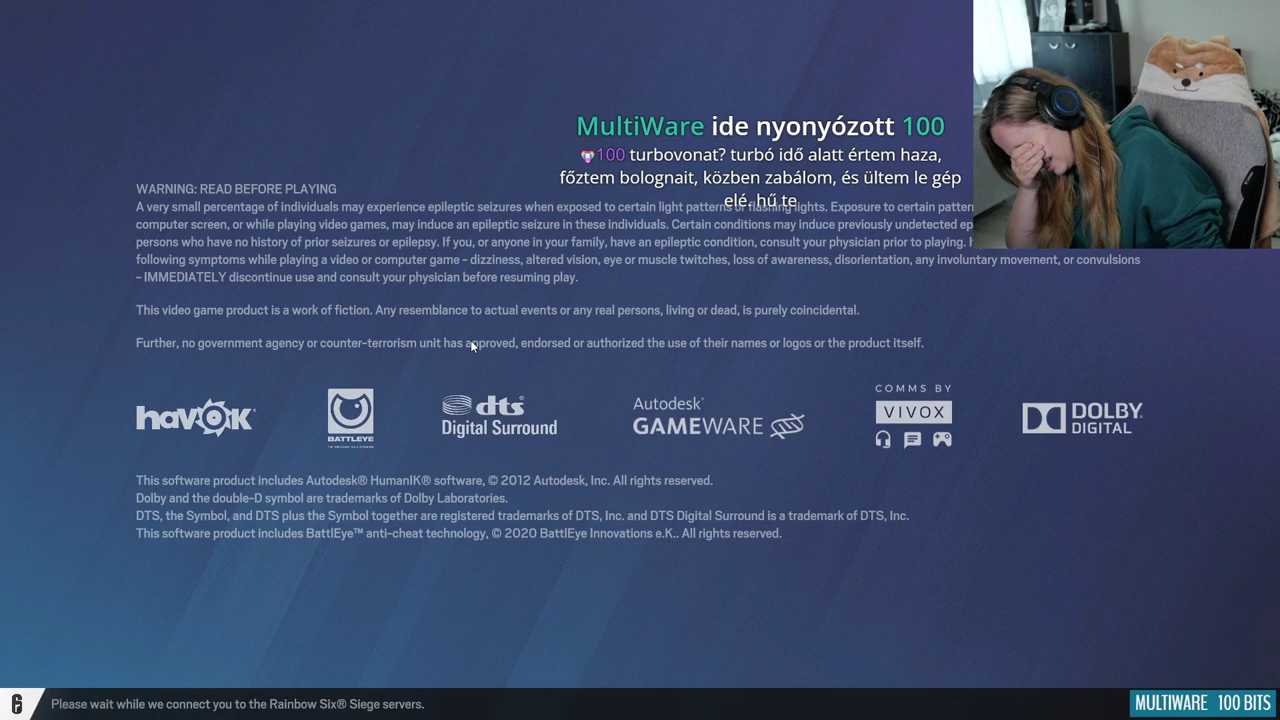 MultiWare ide nyonyózott 100
100 turbovonat? turbó idő alatt értem haza,
főztem bolognait, közben zabálom, és ültem le gép
elé. hű te
WARNING: READ BEFORE PLAYING
A very small percentage of individuals may experience epileptic seizures when exposed to certain light patterns or flashing lights. Exposure to certain pattern
computer screen, or while playing video games, may induce an epileptic seizure in these individuals. Certain conditions may induce previously undetected ep
persons who have no history of prior seizures or epilepsy. If you, or anyone in your family, have an epileptic condition, consult your physician prior to playing.
following symptoms while playing a video or computer game - dizziness, altered vision, eye or muscle twitches, loss of awareness, disorientation, any involuntary movement, or convulsions
- IMMEDIATELY discontinue use and consult your physician before resuming play.
This video game product is a work of fiction. Any resemblance to actual events or any real persons, living or dead, is purely coincidental.
Further, no government agency or counter-terrorism unit has approved, endorsed or authorized the use of their names or logos or the product itself.
havok
BATTLEYE
dts
Digital Surround
Autodesk®
GAMEWARE
COMMS BY
VIVOX
DOLBY
DIGITAL
This software product includes Autodesk® HumanIK® software, © 2012 Autodesk, Inc. All rights reserved.
Dolby and the double-D symbol are trademarks of Dolby Laboratories.
DTS, the Symbol, and DTS plus the Symbol together are registered trademarks of DTS, Inc. and DTS Digital Surround is a trademark of DTS, Inc.
This software product includes BattlEye™ anti-cheat technology, © 2020 BattlEye Innovations e.K.. All rights reserved.
Please wait while we connect you to the Rainbow Six® Siege servers.
MULTIWARE 100 BITS